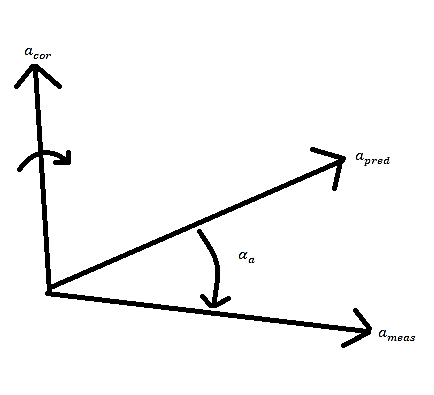 a_cor
a_pred
α_a
a_meas